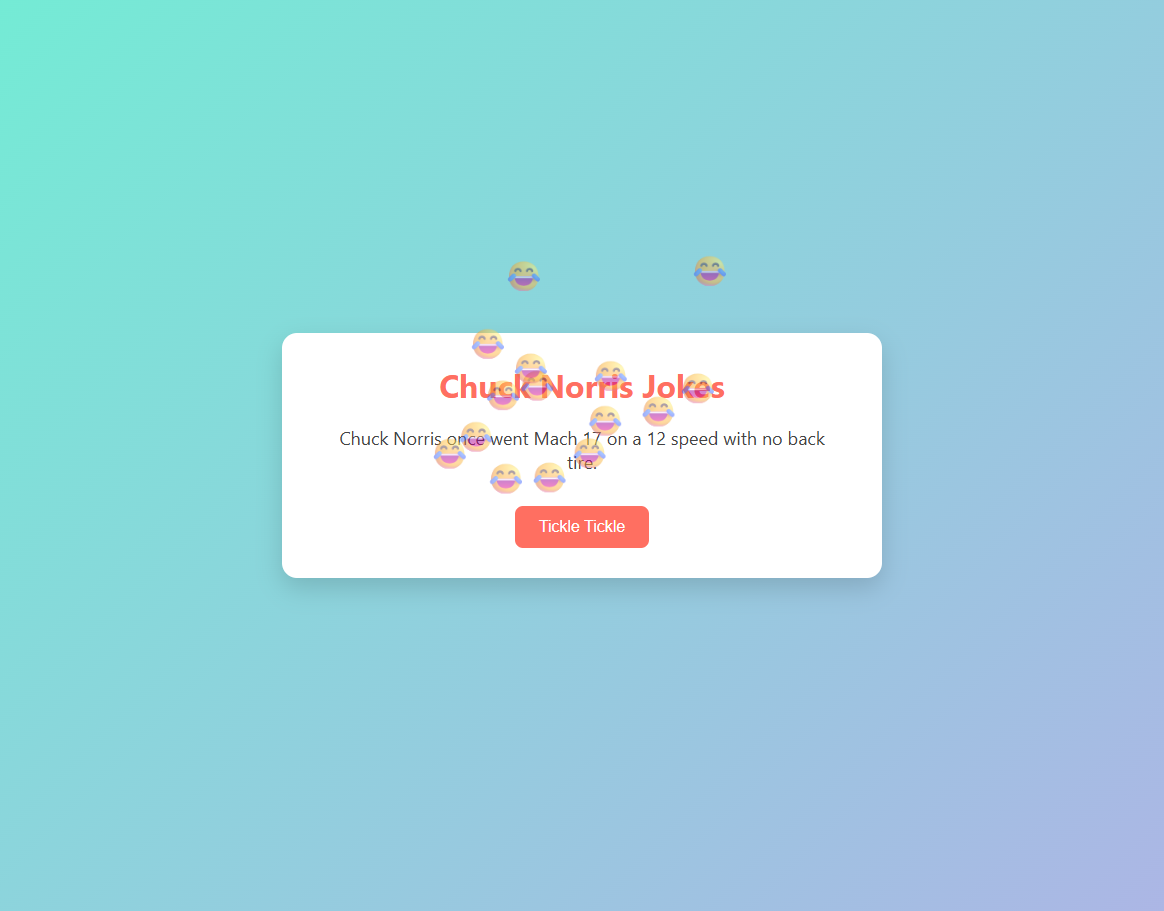 Chuck Norris Jokes
Chuck Norris once went Mach 17 on a 12 speed with no back
tire.
Tickle Tickle